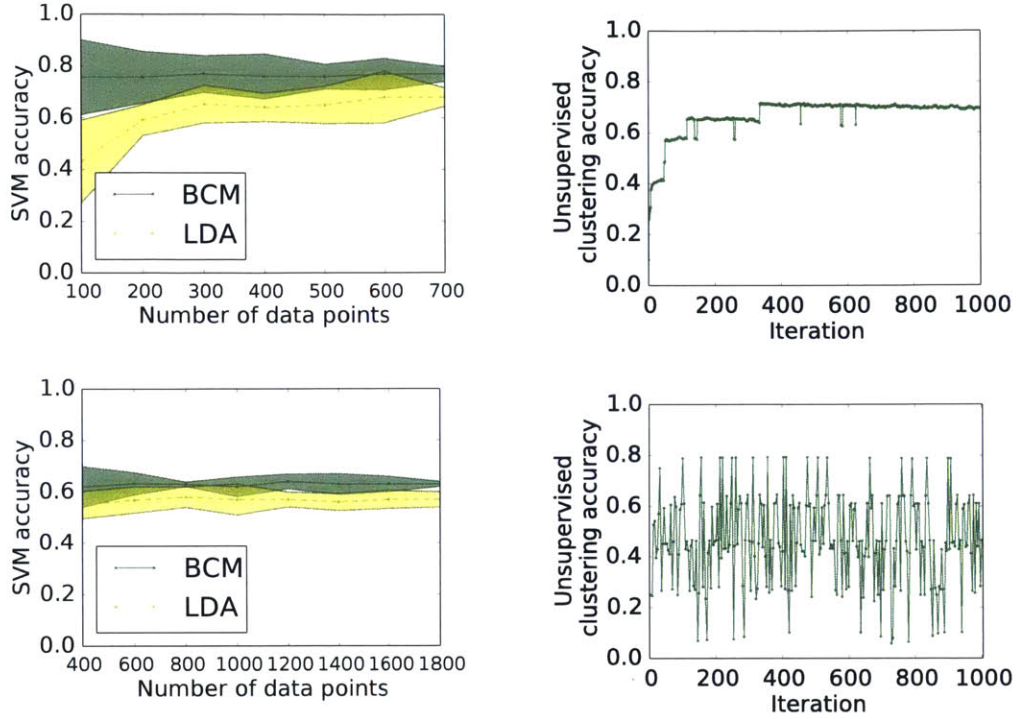 1.0
0.8
0.6
0.4
0.2
0.0
SVM accuracy
BCM
LDA
100 200 300 400 500 600 700
Number of data points
1.0
0.8
0.6
0.4
0.2
0.0
Unsupervised
clustering accuracy
0 200 400 600 800 1000
Iteration
1.0
0.8
0.6
0.4
0.2
0.0
SVM accuracy
BCM
LDA
400 600 800 1000 1200 1400 1600 1800
Number of data points
1.0
0.8
0.6
0.4
0.2
0.0
Unsupervised
clustering accuracy
0 200 400 600 800 1000
Iteration